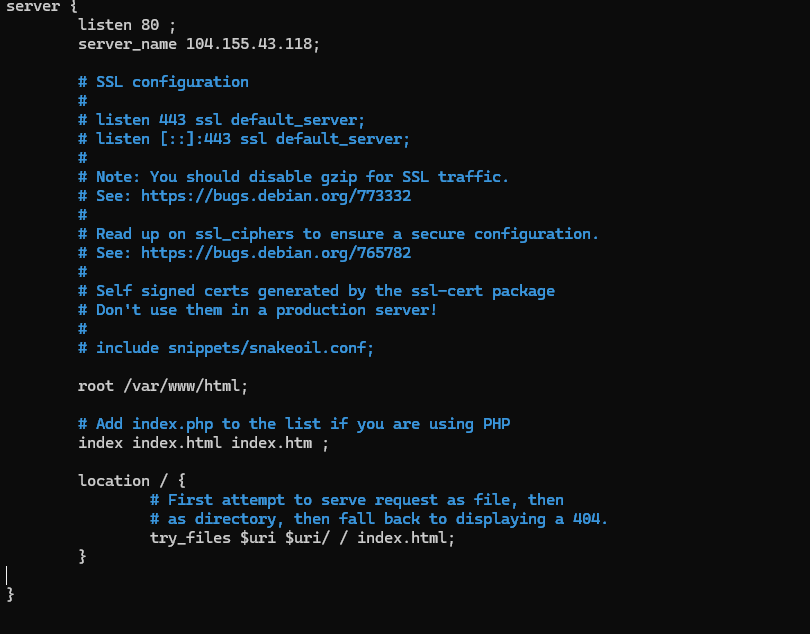 server {
listen 80 ;
server_name 104.155.43.118;
# SSL configuration
#
# listen 443 ssl default_server;
# listen [::]:443 ssl default_server;
#
# Note: You should disable gzip for SSL traffic.
# See: https://bugs.debian.org/773332
#
# Read up on ssl_ciphers to ensure a secure configuration.
# See: https://bugs.debian.org/765782
#
# Self signed certs generated by the ssl-cert package
# Don't use them in a production server!
#
# include snippets/snakeoil.conf;
root /var/www/html;
# Add index.php to the list if you are using PHP
index index.html index.htm ;
location / {
# First attempt to serve request as file, then
# as directory, then fall back to displaying a 404.
try_files $uri $uri/ / index.html;
}
}